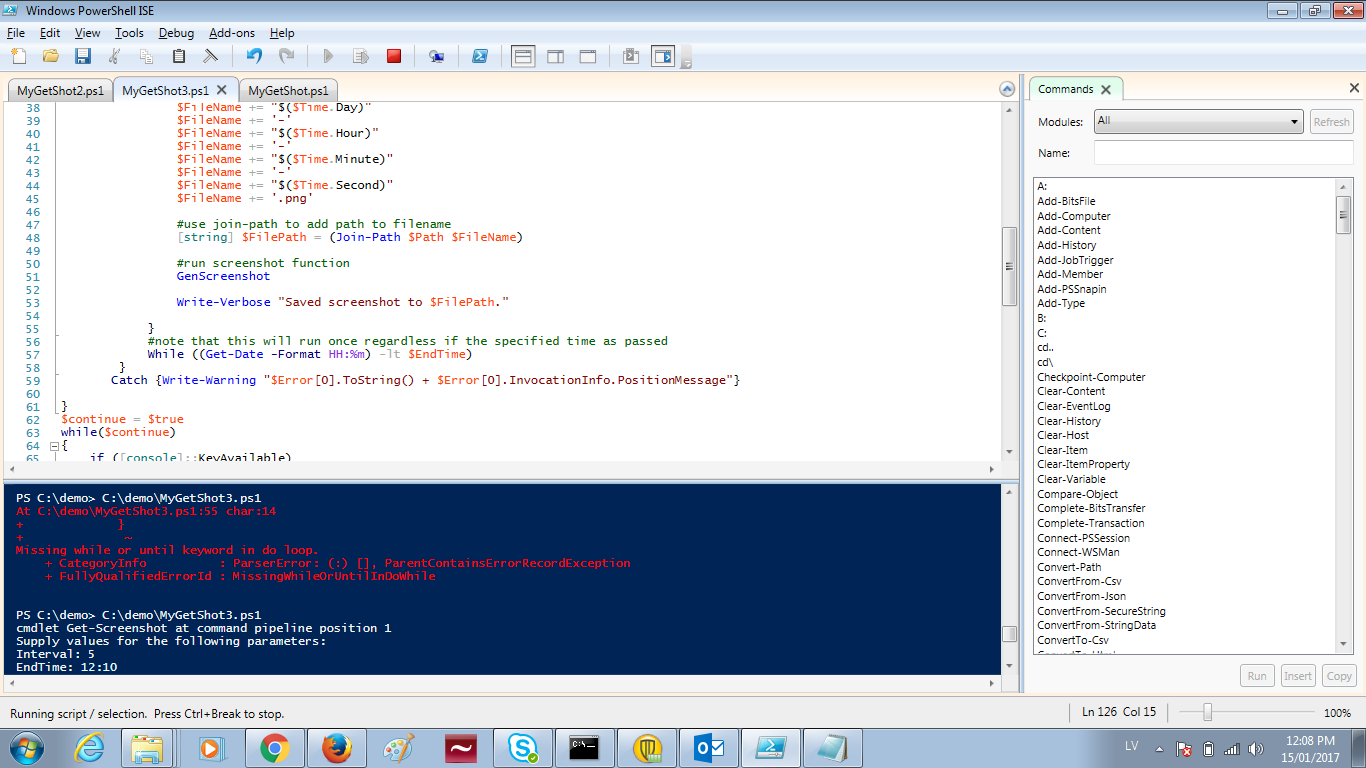 Windows PowerShell ISE
File Edit View Tools Debug Add-ons Help
MyGetShot2.ps1 MyGetShot3.ps1 MyGetShot.ps1
38 $FileName += "$($Time.Day)"
39 $FileName += '-'
40 $FileName += "$($Time.Hour)"
41 $FileName += '-'
42 $FileName += "$($Time.Minute)"
43 $FileName += '-'
44 $FileName += "$($Time.Second)"
45 $FileName += '.png'
46
47 #use join-path to add path to filename
48 [string] $FilePath = (Join-Path $Path $FileName)
49
50 #run screenshot function
51 GenScreenshot
52
53 Write-Verbose "Saved screenshot to $FilePath."
54
55 }
56 #note that this will run once regardless if the specified time as passed
57 While ((Get-Date -Format HH:%m) -lt $EndTime)
58 }
59 Catch {Write-Warning "$Error[0].ToString() + $Error[0].InvocationInfo.PositionMessage"}
60
61 }
62 $continue = $true
63 while($continue)
64 {
65 if ([console]::KeyAvailable)
PS C:\demo> C:\demo\MyGetShot3.ps1
At C:\demo\MyGetShot3.ps1:55 char:14
+ }
+ ~
Missing while or until keyword in do loop.
+ CategoryInfo : ParserError: (:) [], ParentContainsErrorRecordException
+ FullyQualifiedErrorId : MissingWhileOrUntilInDoWhile
PS C:\demo> C:\demo\MyGetShot3.ps1
cmdlet Get-Screenshot at command pipeline position 1
Supply values for the following parameters:
Interval: 5
EndTime: 12:10
Commands
Modules: All Refresh
Name:
A:
Add-BitsFile
Add-Computer
Add-Content
Add-History
Add-JobTrigger
Add-Member
Add-PSSnapin
Add-Type
B:
C:
cd..
cd\
Checkpoint-Computer
Clear-Content
Clear-EventLog
Clear-History
Clear-Host
Clear-Item
Clear-ItemProperty
Clear-Variable
Compare-Object
Complete-BitsTransfer
Complete-Transaction
Connect-PSSession
Connect-WSMan
Convert-Path
ConvertFrom-Csv
ConvertFrom-Json
ConvertFrom-SecureString
ConvertFrom-StringData
ConvertTo-Csv
ConvertTo-Html
Run Insert Copy
Running script / selection. Press Ctrl+Break to stop.
Ln 126 Col 15 100%
LV 12:08 PM
15/01/2017